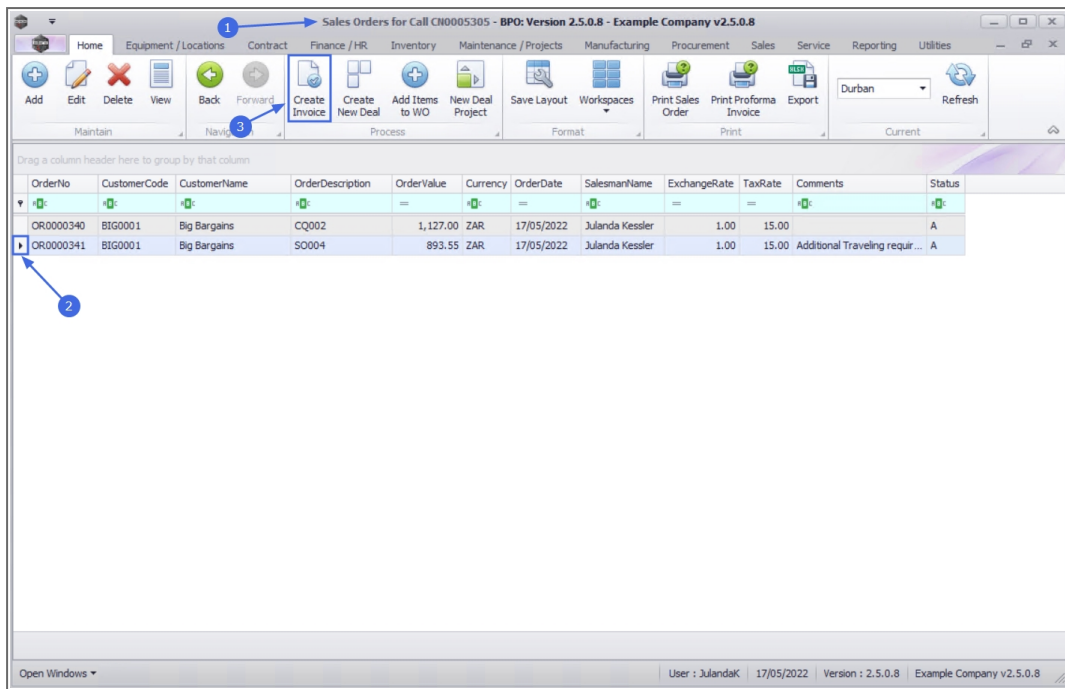 1
Sales Orders for Call CN0005305 - BPO: Version 2.5.0.8 - Example Company v2.5.0.8
Home Equipment / Locations Contract Finance / HR Inventory Maintenance / Projects Manufacturing Procurement Sales Service Reporting Utilities
Add Edit Delete View Back Forward Create Invoice Create New Deal Add Items to WO New Deal Project Save Layout Workspaces Print Sales Order Print Proforma Invoice Export Durban Refresh
3
Maintain Process Format Print Current
Drag a column header here to group by that column
OrderNo CustomerCode CustomerName OrderDescription OrderValue Currency OrderDate SalesmanName ExchangeRate TaxRate Comments Status
OR0000340 BIG0001 Big Bargains CQ002 1,127.00 ZAR 17/05/2022 Julanda Kessler 1.00 15.00 A
OR0000341 BIG0001 Big Bargains SO004 893.55 ZAR 17/05/2022 Julanda Kessler 1.00 15.00 Additional Traveling requir... A
2
Open Windows User : JulandaK 17/05/2022 Version : 2.5.0.8 Example Company v2.5.0.8